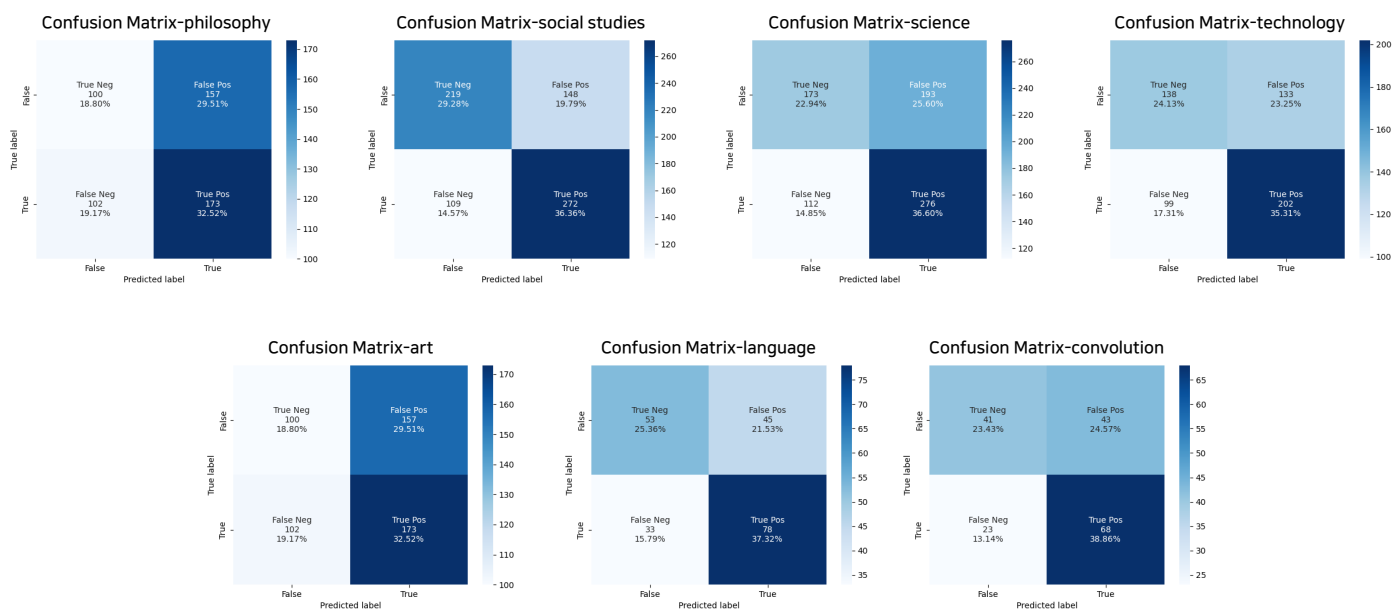 Confusion Matrix-philosophy
True Neg
100
18.80%
False Pos
157
29.51%
False Neg
102
19.17%
True Pos
173
32.52%
False
True
True label
False
True
Predicted label
170
160
150
140
130
120
110
100
Confusion Matrix-social studies
True Neg
219
29.28%
False Pos
148
19.79%
False Neg
109
14.57%
True Pos
272
36.36%
False
True
True label
False
True
Predicted label
260
240
220
200
180
160
140
120
Confusion Matrix-science
True Neg
173
22.94%
False Pos
193
25.60%
False Neg
112
14.85%
True Pos
276
36.60%
False
True
True label
False
True
Predicted label
260
240
220
200
180
160
140
120
Confusion Matrix-technology
True Neg
138
24.13%
False Pos
133
23.25%
False Neg
99
17.31%
True Pos
202
35.31%
False
True
True label
False
True
Predicted label
200
180
160
140
120
100
Confusion Matrix-art
True Neg
100
18.80%
False Pos
157
29.51%
False Neg
102
19.17%
True Pos
173
32.52%
False
True
True label
False
True
Predicted label
170
160
150
140
130
120
110
100
Confusion Matrix-language
True Neg
53
25.36%
False Pos
45
21.53%
False Neg
33
15.79%
True Pos
78
37.32%
False
True
True label
False
True
Predicted label
75
70
65
60
55
50
45
40
35
Confusion Matrix-convolution
True Neg
41
23.43%
False Pos
43
24.57%
False Neg
23
13.14%
True Pos
68
38.86%
False
True
True label
False
True
Predicted label
65
60
55
50
45
40
35
30
25